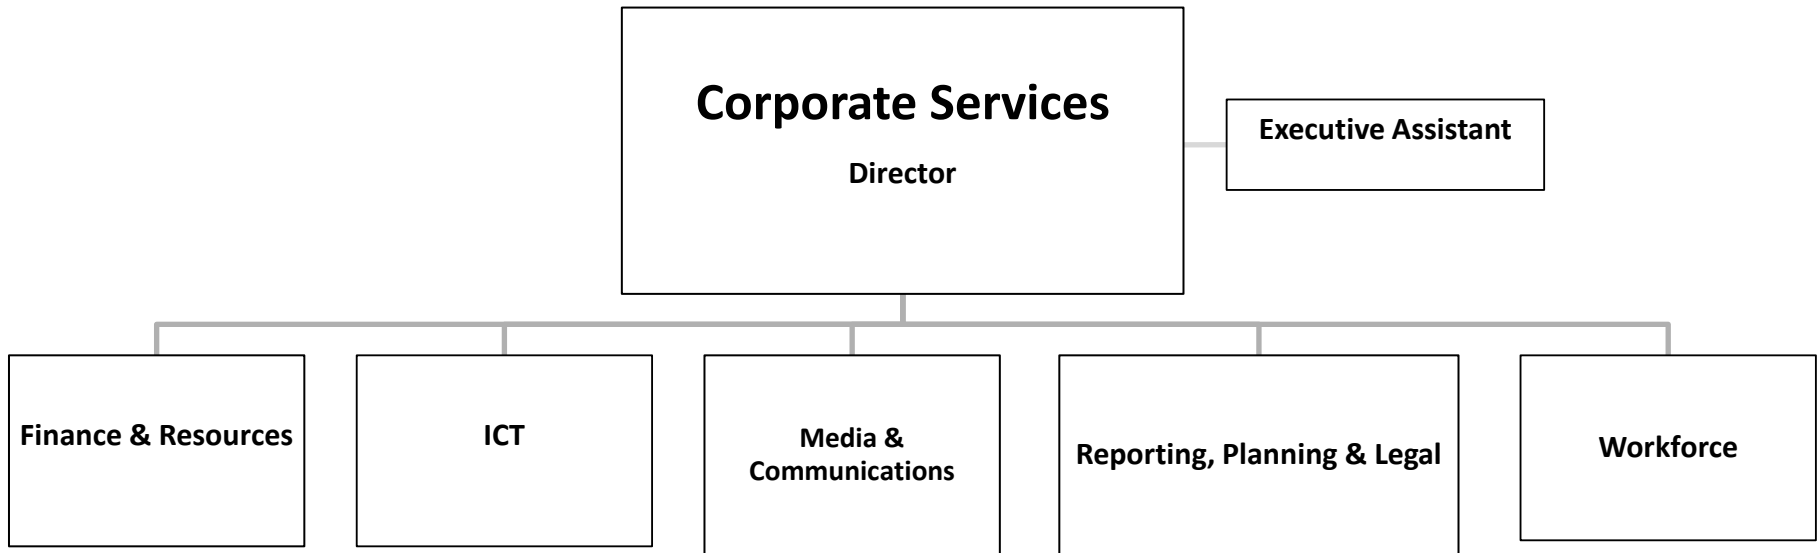 Corporate Services
Director
Executive Assistant
Finance & Resources
ICT
Media &
Communications
Reporting, Planning & Legal
Workforce